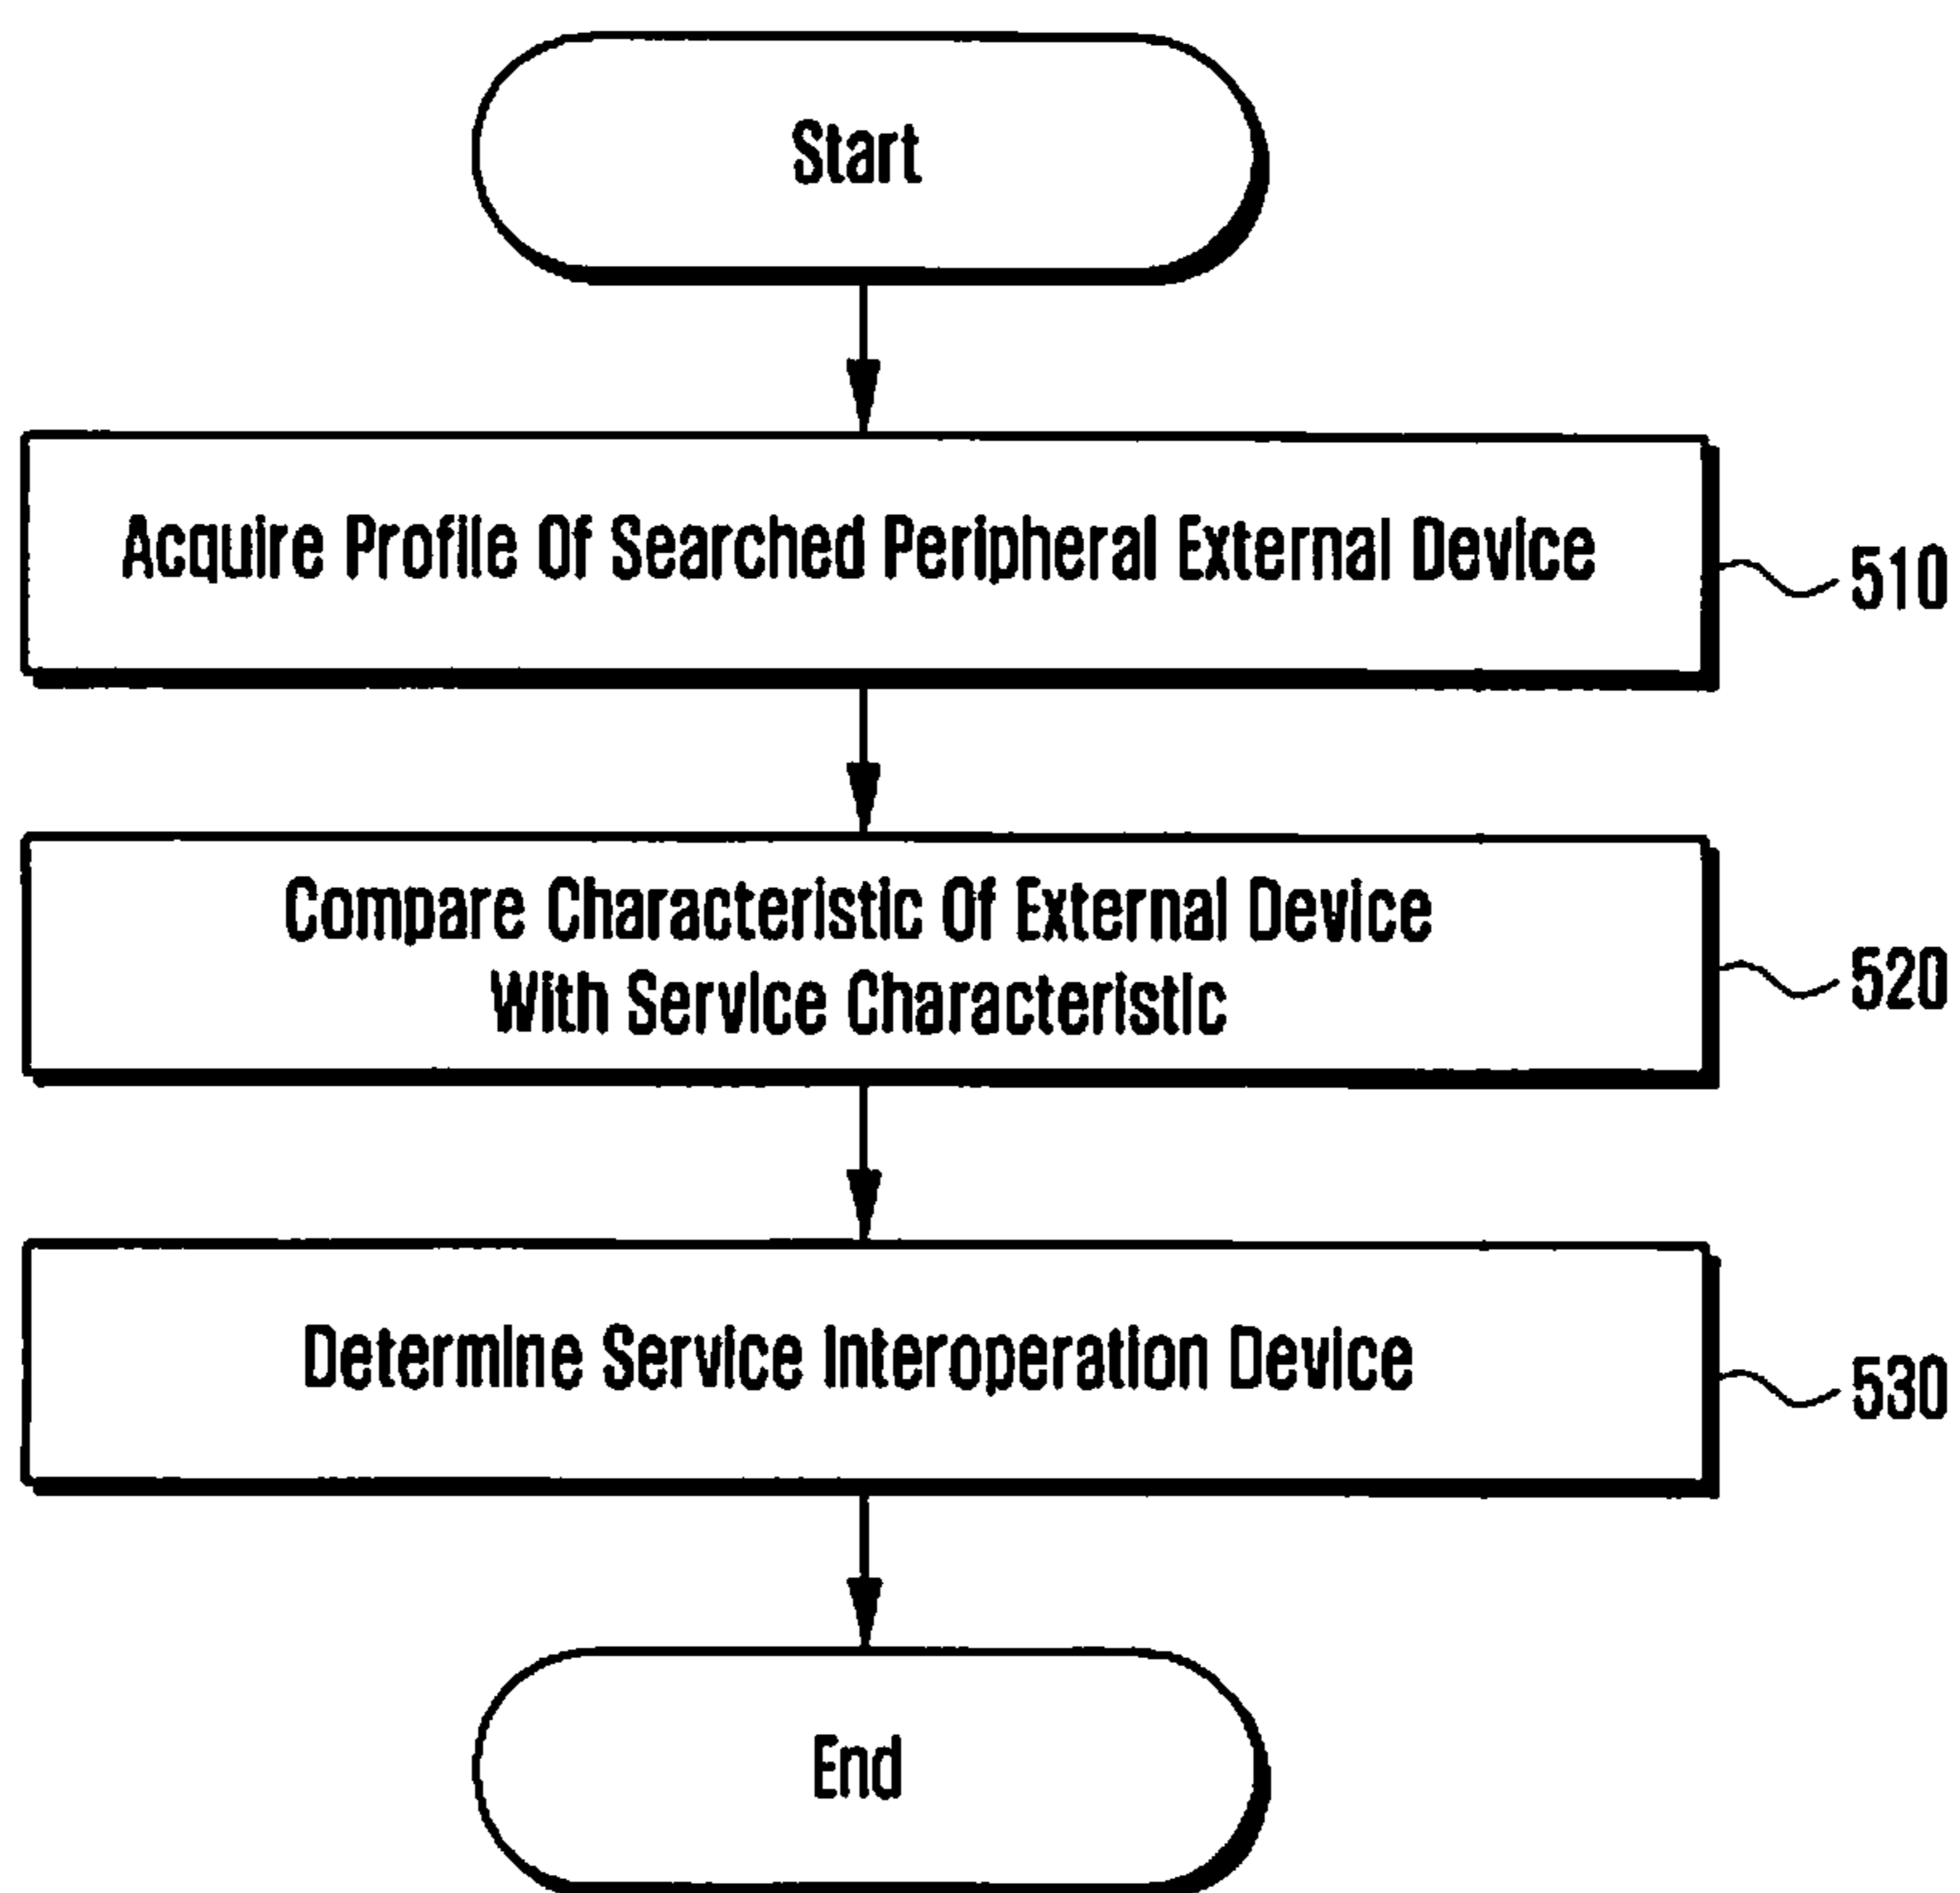 Start
Acquire Profile Of Searched Peripheral External Device
510
Compare Characteristic Of External Device
With Service Characteristic
520
Determine Service Interoperation Device
530
End